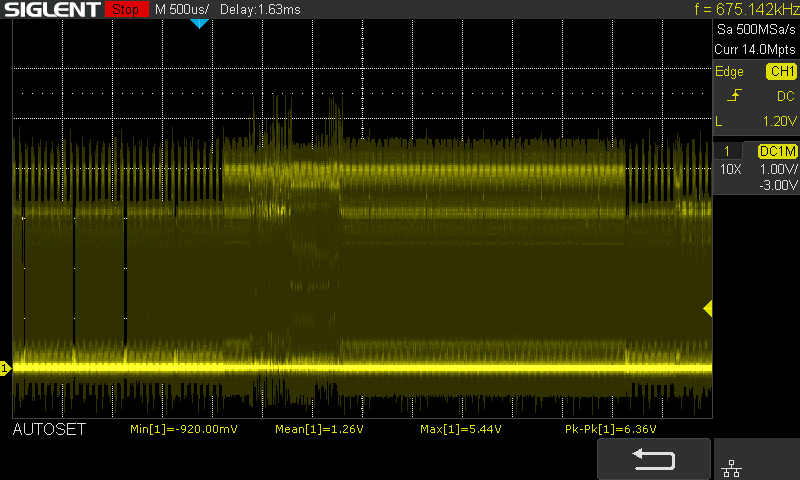 SIGLENT Stop M 500us/ Delay:1.63ms f = 675.142kHz
Sa 500MSa/s
Curr 14.0Mpts
Edge CH1
DC
L 1.20V
1 DC1M
10X 1.00V/
-3.00V
1
AUTOSET Min[1]=-920.00mV Mean[1]=1.26V Max[1]=5.44V Pk-Pk[1]=6.36V